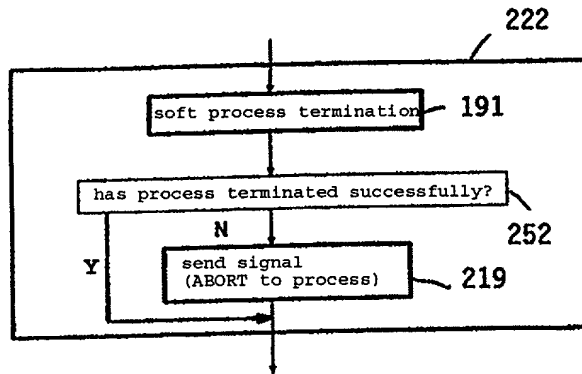 222
soft process termination
191
has process terminated successfully?
252
N
Y
send signal
(ABORT to process)
219